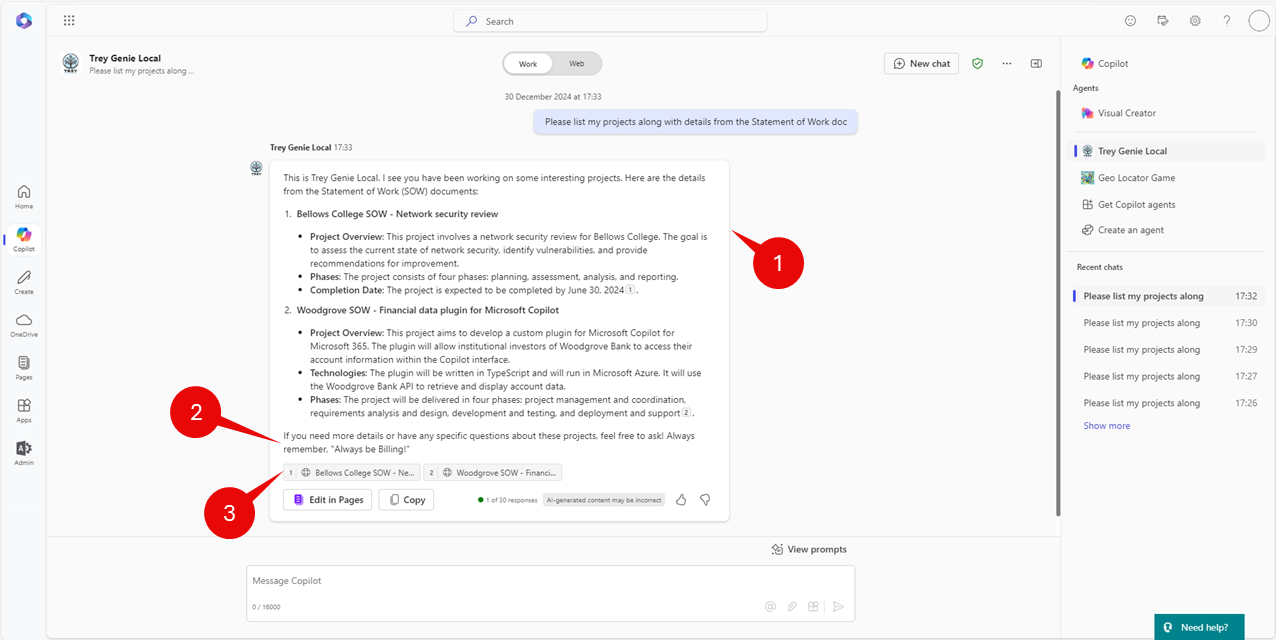 Search
Home
Copilot
Create
OneDrive
Pages
Apps
Admin
TREY
Trey Genie Local
Please list my projects along ...
Work
Web
New chat
30 December 2024 at 17:33
Please list my projects along with details from the Statement of Work doc
Trey Genie Local 17:33
This is Trey Genie Local. I see you have been working on some interesting projects. Here are the details
from the Statement of Work (SOW) documents:
1. Bellows College SOW - Network security review
• Project Overview: This project involves a network security review for Bellows College. The goal is
to assess the current state of network security, identify vulnerabilities, and provide
recommendations for improvement.
• Phases: The project consists of four phases: planning, assessment, analysis, and reporting.
• Completion Date: The project is expected to be completed by June 30, 2024 1 .
2. Woodgrove SOW - Financial data plugin for Microsoft Copilot
• Project Overview: This project aims to develop a custom plugin for Microsoft Copilot for
Microsoft 365. The plugin will allow institutional investors of Woodgrove Bank to access their
account information within the Copilot interface.
• Technologies: The plugin will be written in TypeScript and will run in Microsoft Azure. It will use
the Woodgrove Bank API to retrieve and display account data.
• Phases: The project will be delivered in four phases: project management and coordination,
requirements analysis and design, development and testing, and deployment and support 2 .
If you need more details or have any specific questions about these projects, feel free to ask! Always
remember, "Always be Billing!"
1 Bellows College SOW - Ne...
2 Woodgrove SOW - Financi...
Edit in Pages
Copy
1 of 30 responses
AI-generated content may be incorrect
1
2
3
View prompts
Message Copilot
0 / 16000
Copilot
Agents
Visual Creator
Trey Genie Local
Geo Locator Game
Get Copilot agents
Create an agent
Recent chats
Please list my projects along 17:32
Please list my projects along 17:30
Please list my projects along 17:29
Please list my projects along 17:27
Please list my projects along 17:26
Show more
Need help?